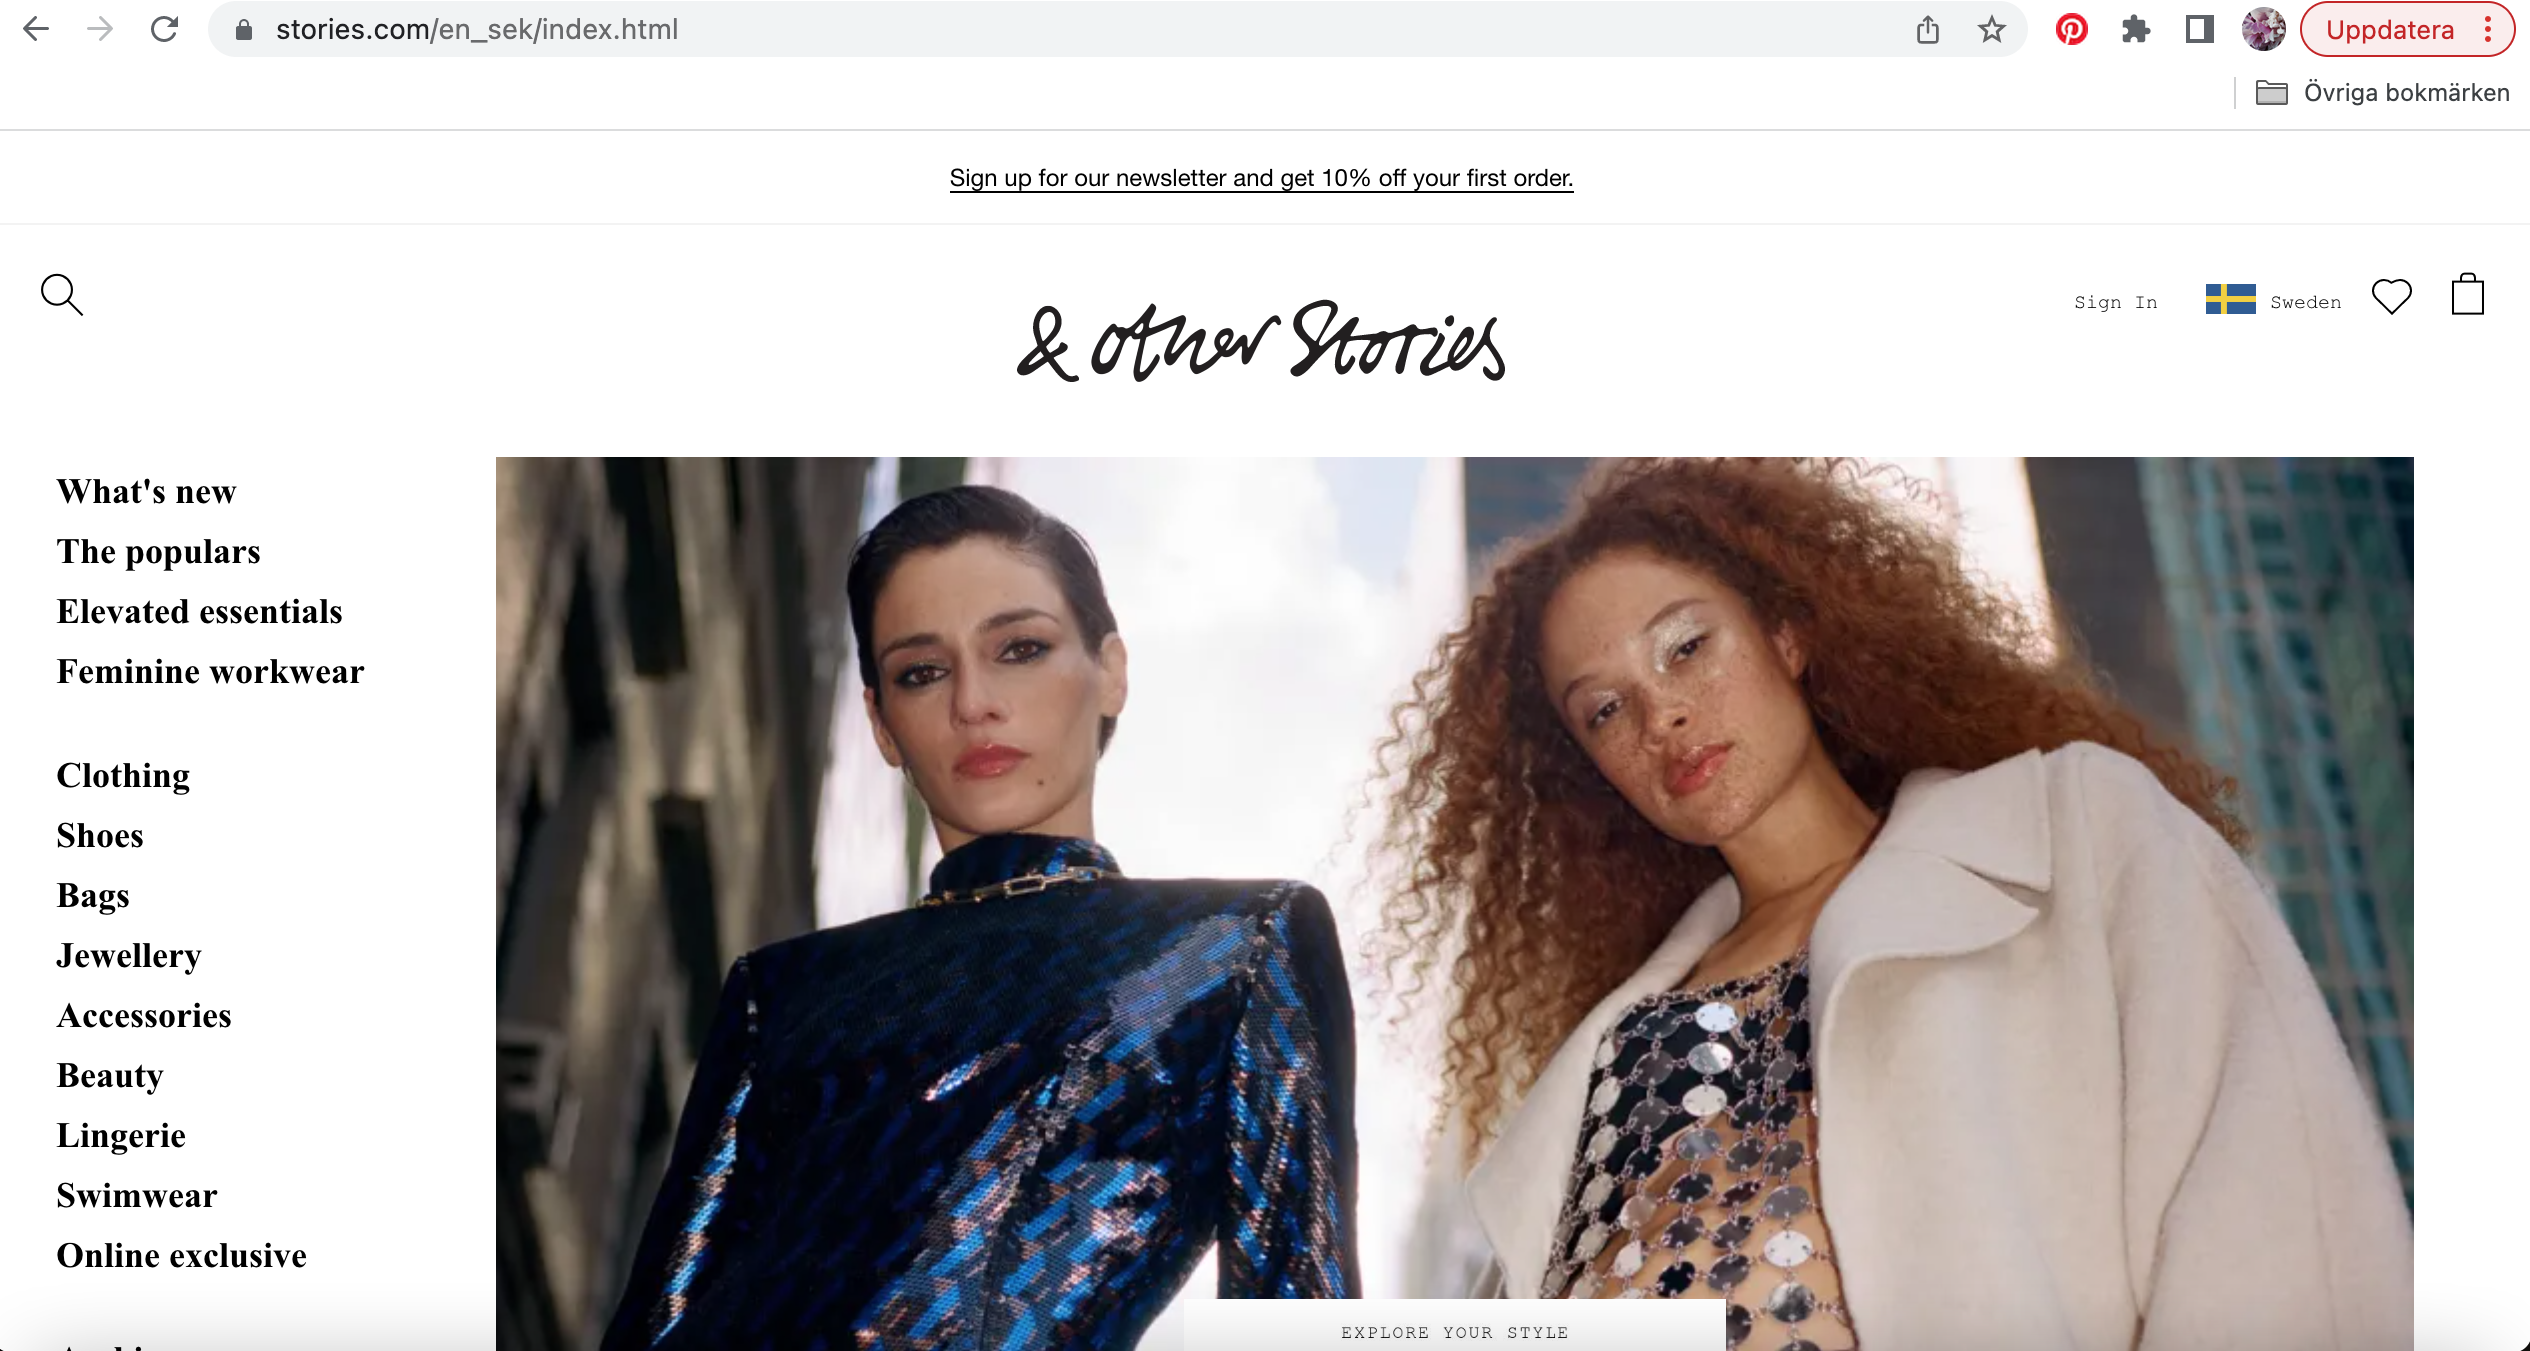 stories.com/en_sek/index.html
Uppdatera
Övriga bokmärken
Sign up for our newsletter and get 10% off your first order.
Sign In
Sweden
& other Stories
What's new
The populars
Elevated essentials
Feminine workwear
Clothing
Shoes
Bags
Jewellery
Accessories
Beauty
Lingerie
Swimwear
Online exclusive
EXPLORE YOUR STYLE